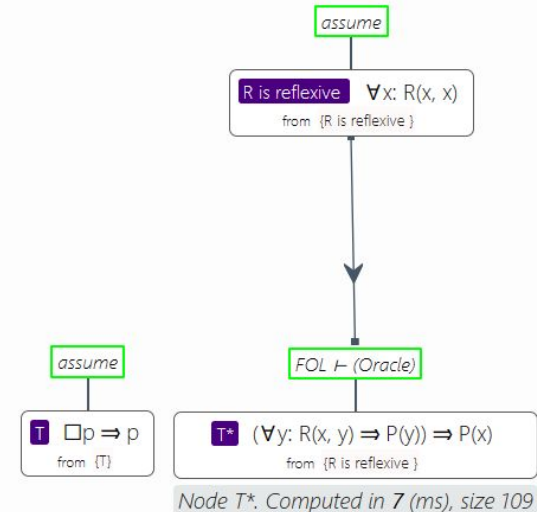 assume
R is reflexive ∀x: R(x, x)
from {R is reflexive }
assume
FOL ⊢ (Oracle)
T □p ⇒ p
from {T}
T* (∀y: R(x, y) ⇒ P(y)) ⇒ P(x)
from {R is reflexive }
Node T*. Computed in 7 (ms), size 109